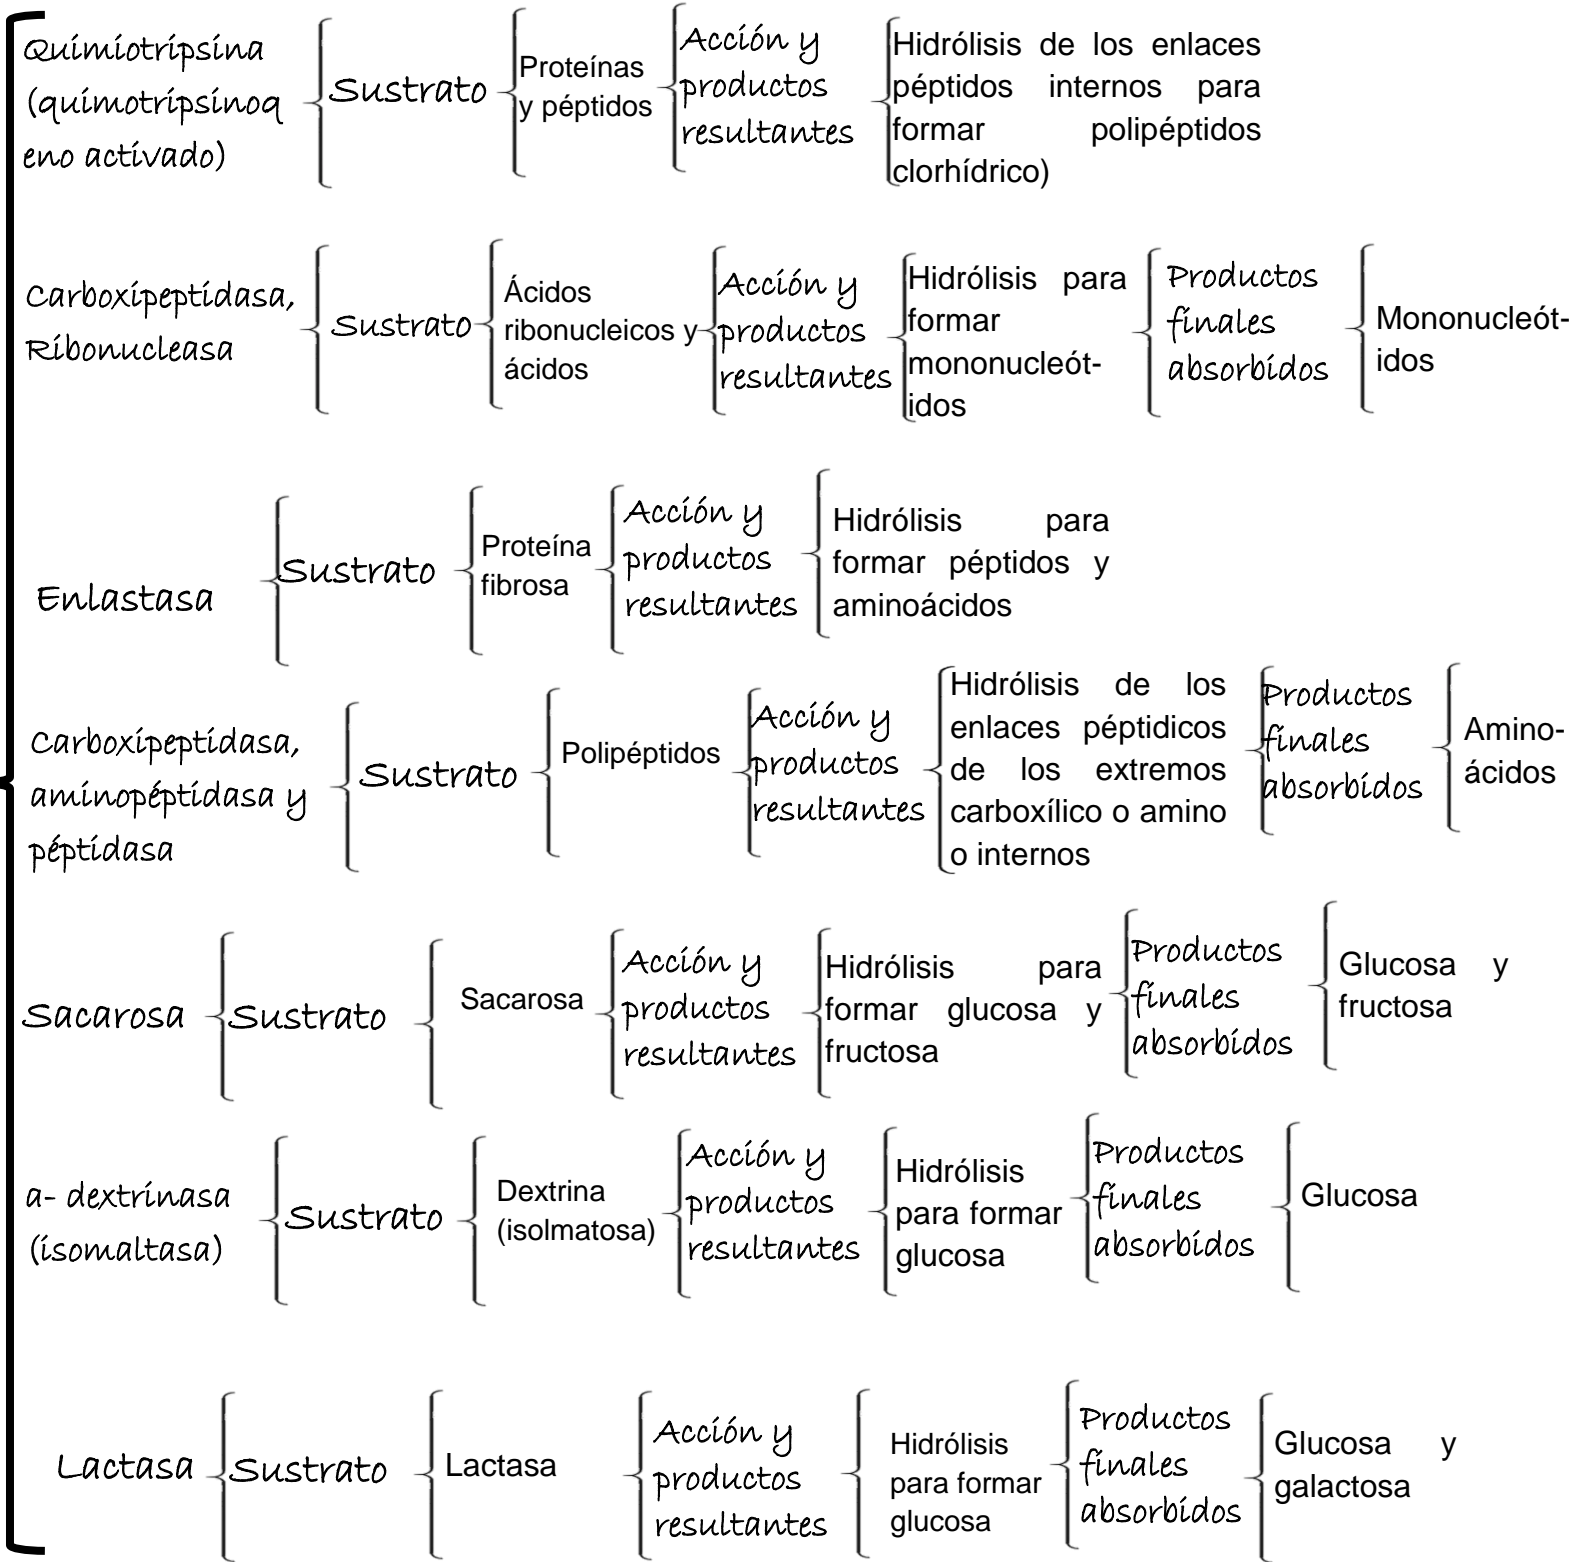 Quimiotripsina
(quimotripsinoq
eno activado)
Sustrato
Proteínas
y péptidos
Acción y
productos
resultantes
Hidrólisis de los enlaces
péptidos internos para
formar polipéptidos
clorhídrico)
Carboxipeptidasa,
Ribonucleasa
Sustrato
Ácidos
ribonucleicos y
ácidos
Acción y
productos
resultantes
Hidrólisis para
formar
mononucleót-
idos
Productos
finales
absorbidos
Mononucleót-
idos
Enlastasa
Sustrato
Proteína
fibrosa
Acción y
productos
resultantes
Hidrólisis para
formar péptidos y
aminoácidos
Carboxipeptidasa,
aminopéptidasa y
péptidasa
Sustrato
Polipéptidos
Acción y
productos
resultantes
Hidrólisis de los
enlaces péptidicos
de los extremos
carboxílico o amino
o internos
Productos
finales
absorbidos
Amino-
ácidos
Sacarosa
Sustrato
Sacarosa
Acción y
productos
resultantes
Hidrólisis para
formar glucosa y
fructosa
Productos
finales
absorbidos
Glucosa y
fructosa
a- dextrinasa
(isomaltasa)
Sustrato
Dextrina
(isolmatosa)
Acción y
productos
resultantes
Hidrólisis
para formar
glucosa
Productos
finales
absorbidos
Glucosa
Lactasa
Sustrato
Lactasa
Acción y
productos
resultantes
Hidrólisis
para formar
glucosa
Productos
finales
absorbidos
Glucosa y
galactosa